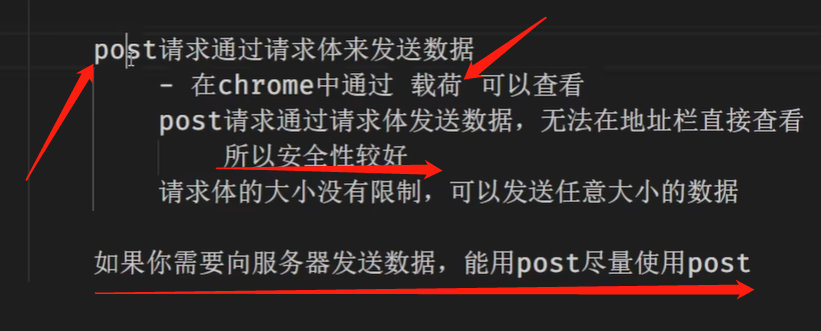 post请求通过请求体来发送数据
- 在chrome中通过 载荷 可以查看
post请求通过请求体发送数据，无法在地址栏直接查看
所以安全性较好
请求体的大小没有限制，可以发送任意大小的数据
如果你需要向服务器发送数据，能用post尽量使用post